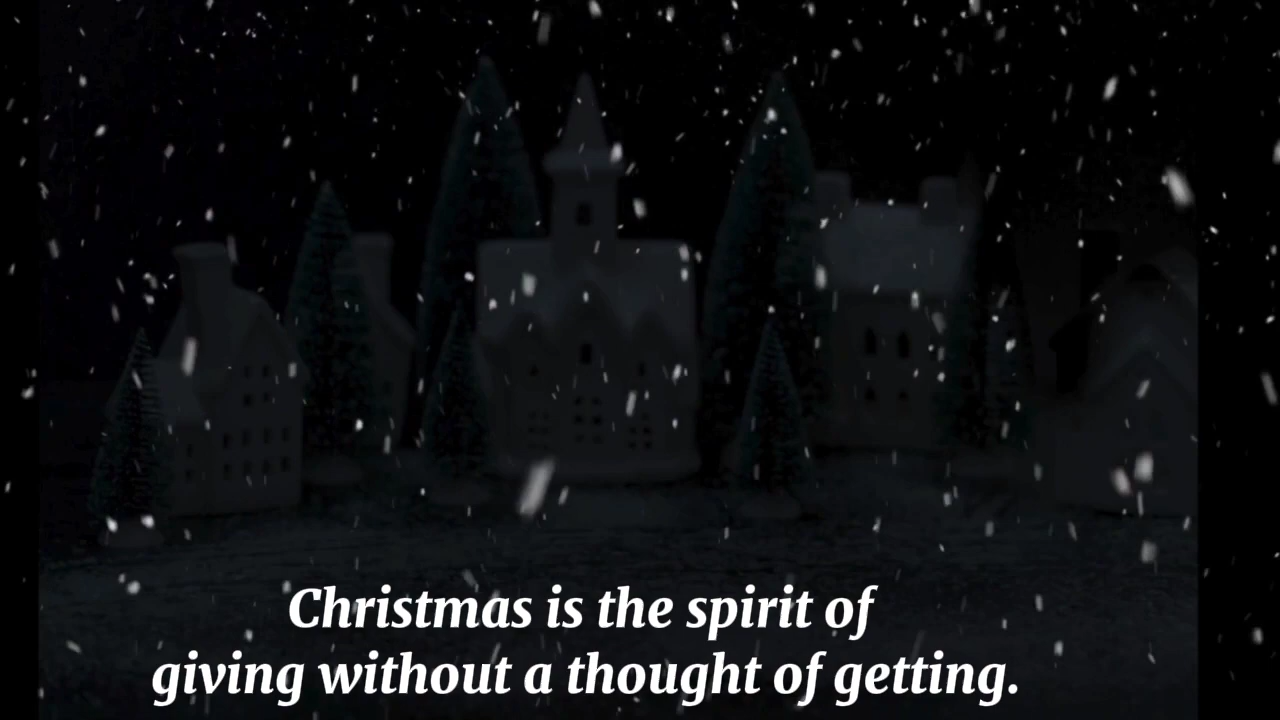 Christmas is the spirit of
giving without a thought of getting.